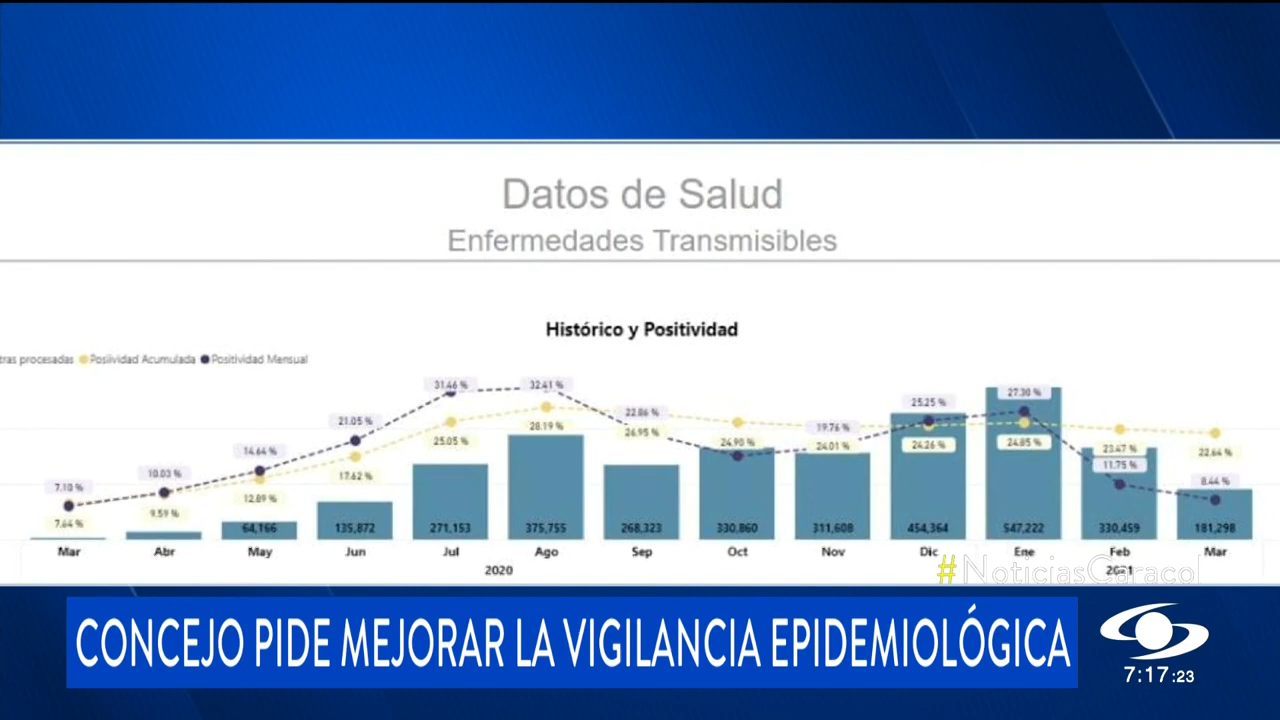 Datos de Salud
Enfermedades Transmisibles
Histórico y Positividad
tras procesadas Posiividad Acumulada Positividad Mensual
31.46 % 32.41 % 27.30 %
25.25 %
21.05 % 22.86 % 19.76 %
25.05 % 28.19 % 26.95 % 24.90 % 24.01 % 24.26 % 24.85 % 23.47 % 22.64 %
14.64 % 17.62 % 11.75 %
7.10 % 10.03 % 12.89 % 8.44 %
7.64 % 9.59 %
64,166 135,872 271,153 375,755 268,323 330,860 311,608 454,364 547,222 330,459 181,298
Mar Abr May Jun Jul Ago Sep Oct Nov Dic Ene Feb Mar
2020 2021
#NoticiasCaracol
CONCEJO PIDE MEJORAR LA VIGILANCIA EPIDEMIOLÓGICA
7:17:23